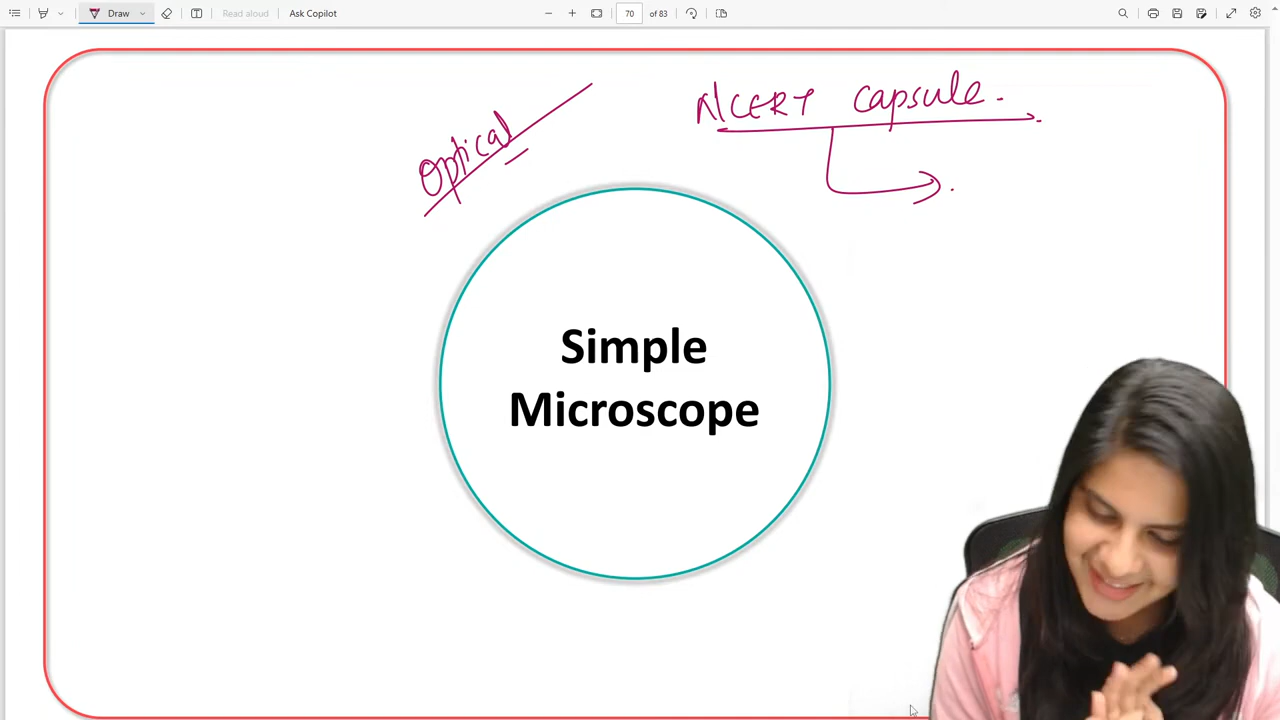 Draw
Read aloud
Ask Copilot
70 of 83
NCERT Capsule.
Optical
Simple
Microscope